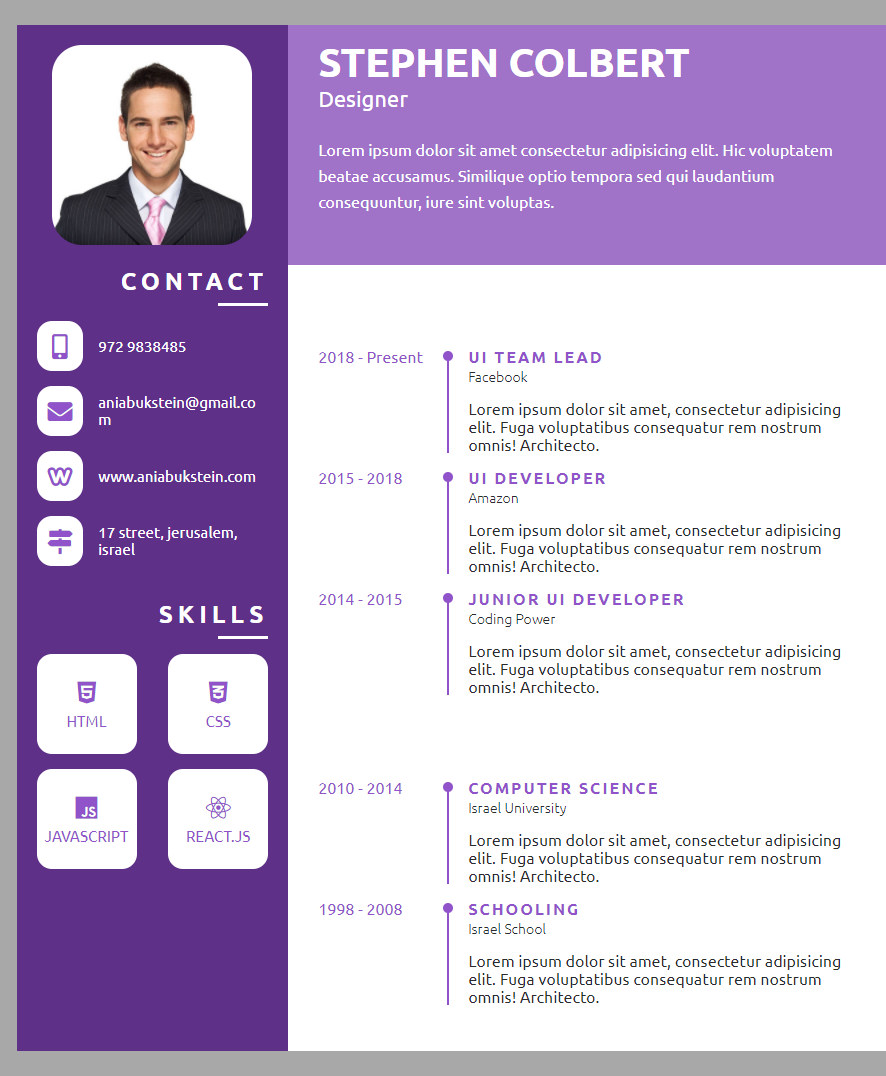 STEPHEN COLBERT
Designer
Lorem ipsum dolor sit amet consectetur adipisicing elit. Hic voluptatem
beatae accusamus. Similique optio tempora sed qui laudantium
consequuntur, iure sint voluptas.
CONTACT
972 9838485
aniabukstein@gmail.co
m
www.aniabukstein.com
17 street, jerusalem,
israel
SKILLS
HTML
CSS
JS
JAVASCRIPT
REACT.JS
2018 - Present
UI TEAM LEAD
Facebook
Lorem ipsum dolor sit amet, consectetur adipisicing
elit. Fuga voluptatibus consequatur rem nostrum
omnis! Architecto.
2015 - 2018
UI DEVELOPER
Amazon
Lorem ipsum dolor sit amet, consectetur adipisicing
elit. Fuga voluptatibus consequatur rem nostrum
omnis! Architecto.
2014 - 2015
JUNIOR UI DEVELOPER
Coding Power
Lorem ipsum dolor sit amet, consectetur adipisicing
elit. Fuga voluptatibus consequatur rem nostrum
omnis! Architecto.
2010 - 2014
COMPUTER SCIENCE
Israel University
Lorem ipsum dolor sit amet, consectetur adipisicing
elit. Fuga voluptatibus consequatur rem nostrum
omnis! Architecto.
1998 - 2008
SCHOOLING
Israel School
Lorem ipsum dolor sit amet, consectetur adipisicing
elit. Fuga voluptatibus consequatur rem nostrum
omnis! Architecto.